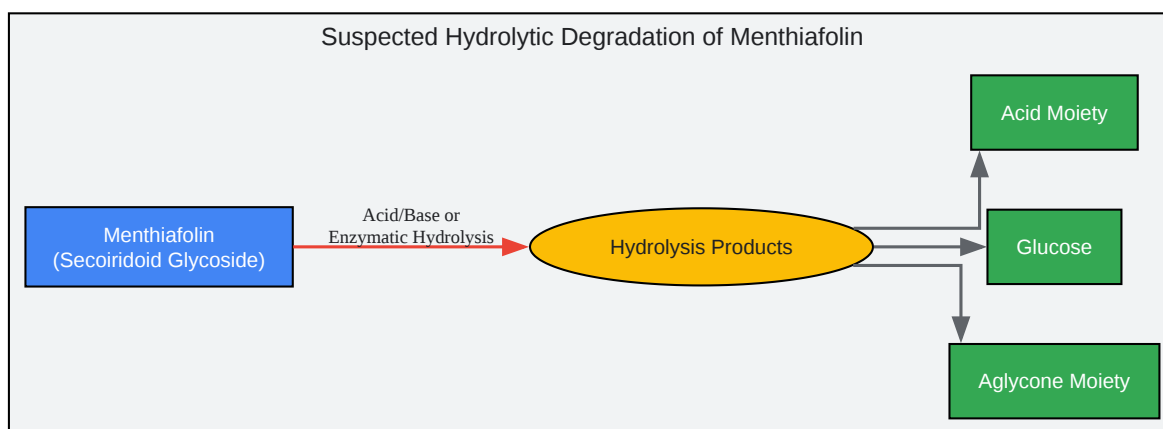 Suspected Hydrolytic Degradation of Menthiafolin
Menthiafolin
(Secoiridoid Glycoside)
Acid/Base or
Enzymatic Hydrolysis
Hydrolysis Products
Acid Moiety
Glucose
Aglycone Moiety